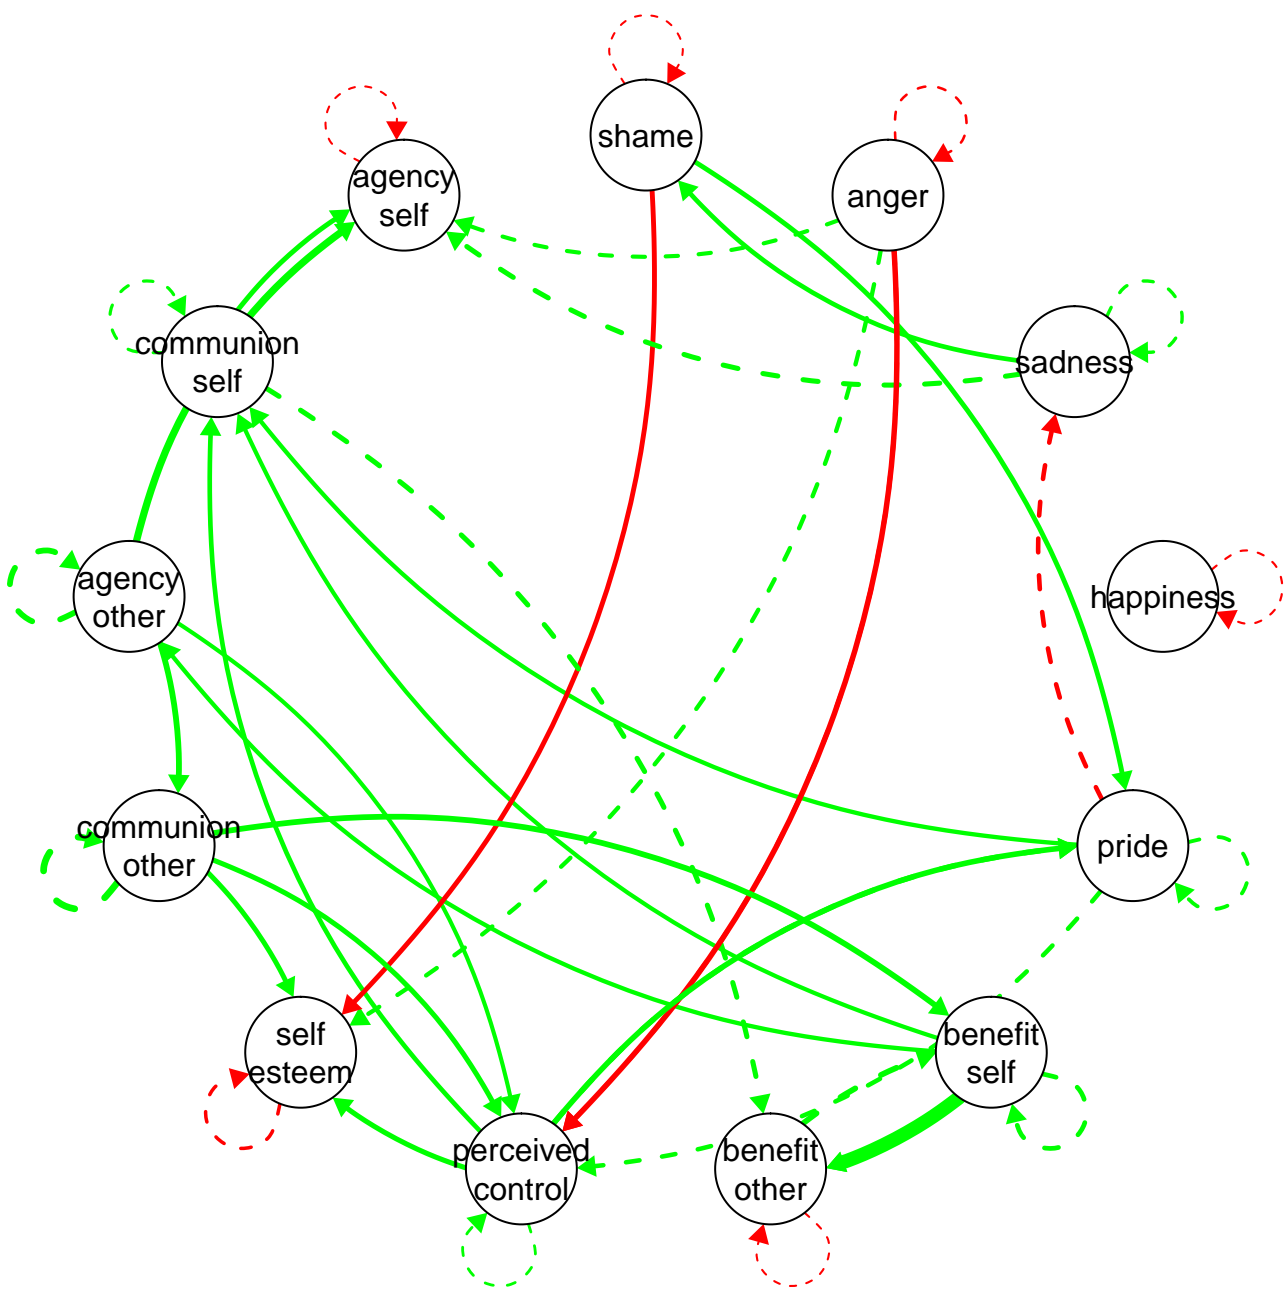 shame
agency
self
anger
communion
self
sadness
agency
other
happiness
communion
other
pride
self
esteem
benefit
self
perceived
control
benefit
other